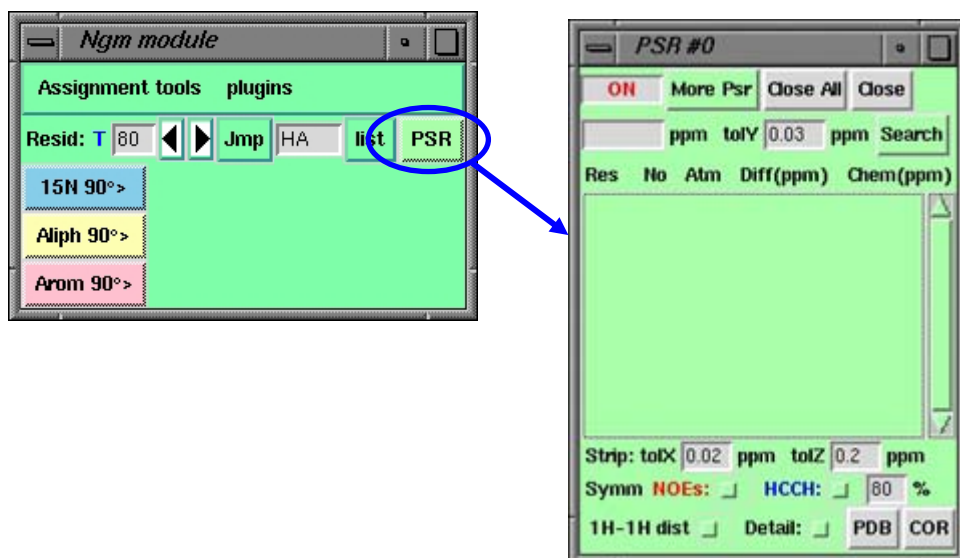 Ngm module
Assignment tools plugins
Resid: T 80 Jmp HA list PSR
15N 90°>
Aliph 90°>
Arom 90°>
PSR #0
ON More Psr Close All Close
ppm tolY 0.03 ppm Search
Res No Atm Diff(ppm) Chem(ppm)
Strip: tolX 0.02 ppm tolZ 0.2 ppm
Symm NOEs: HCCH: 80 %
1H-1H dist Detail: PDB COR